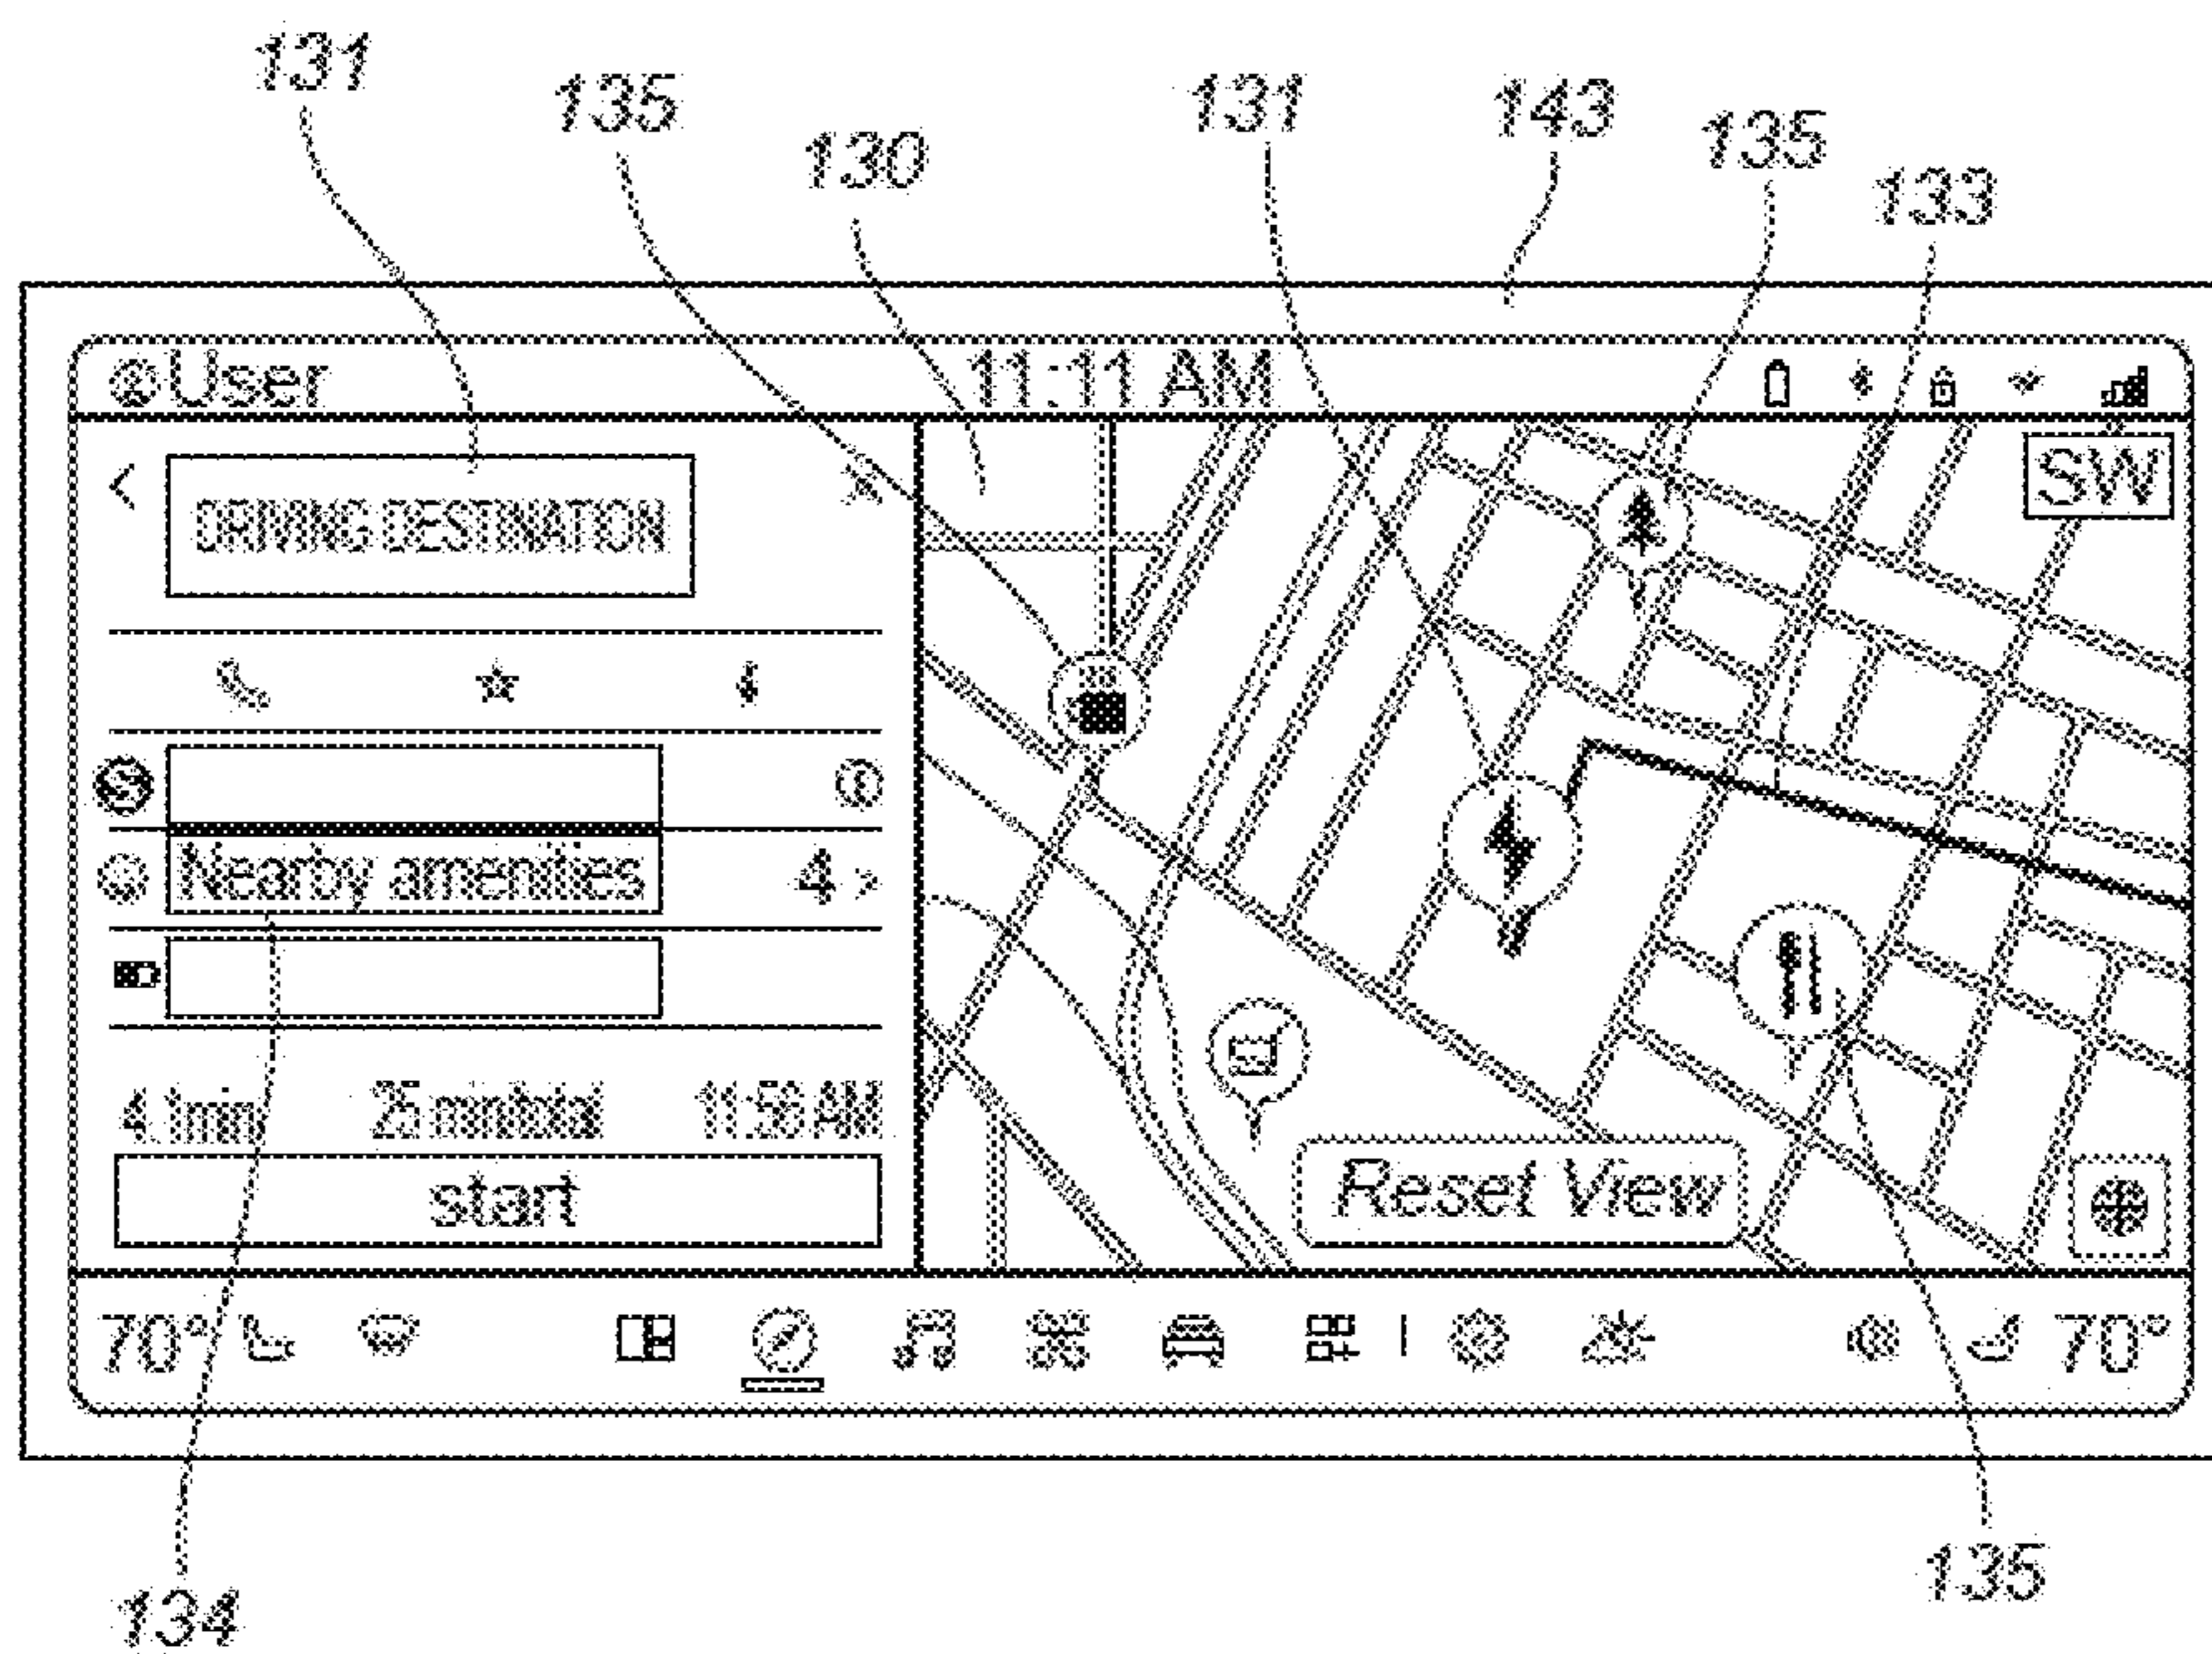 131
135
130
131
143
135
133
User
11:11 AM
SW
DRIVING DESTINATION
Nearby amenities
4 >
4.1min
25 min total
11:56 AM
start
Reset View
70°
70°
134
135